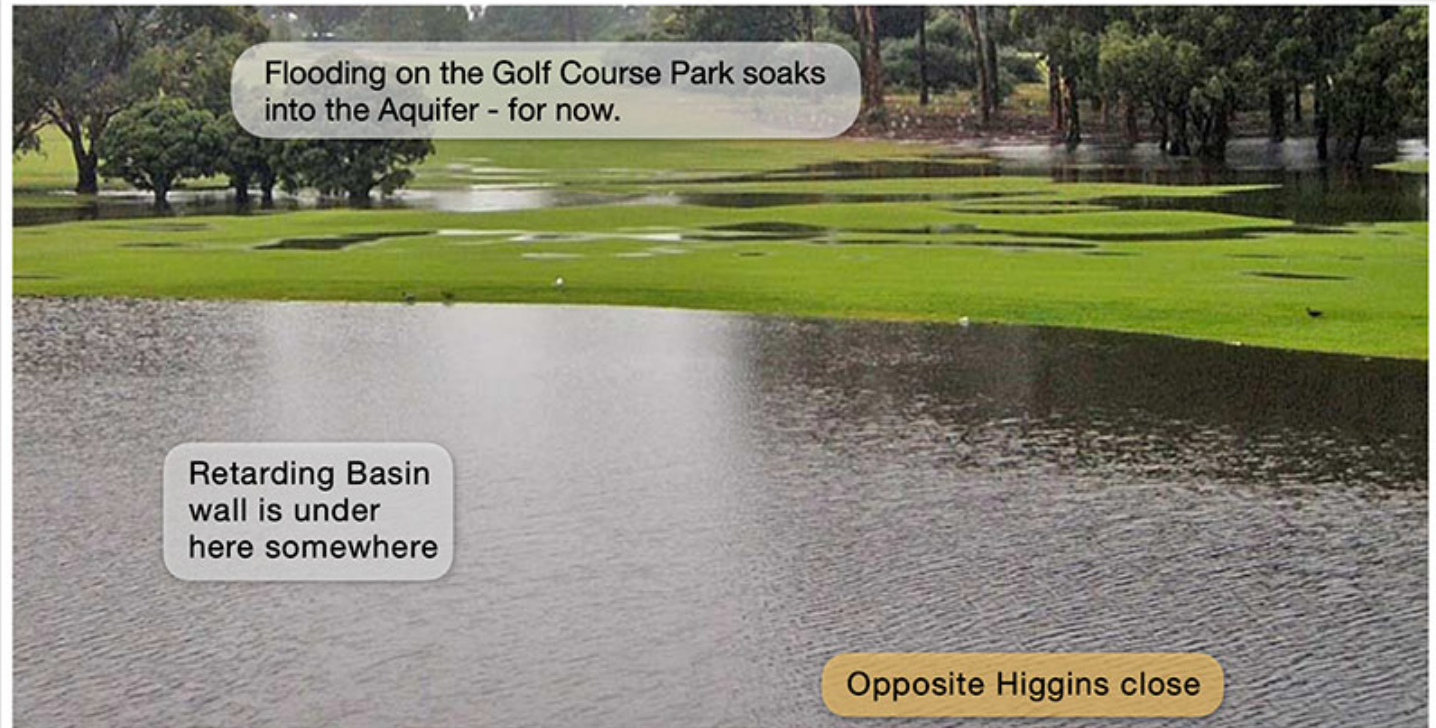 Flooding on the Golf Course Park soaks
into the Aquifer - for now.
Retarding Basin
wall is under
here somewhere
Opposite Higgins close